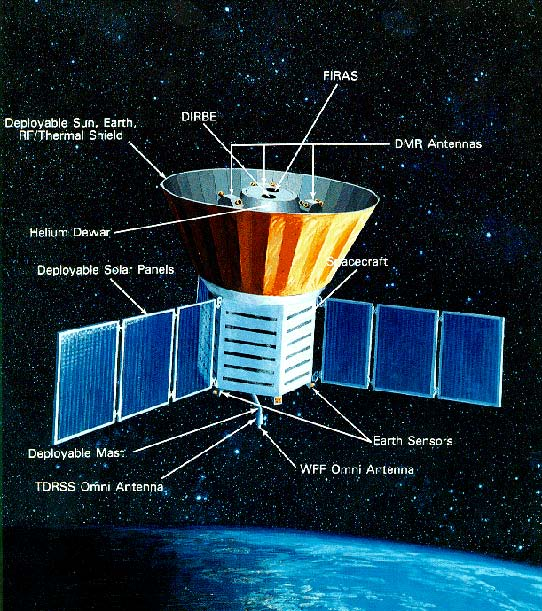 FIRAS
DIRBE
Deployable Sun, Earth,
RF/Thermal Shield
DMR Antennas
Helium Dewar
Spacecraft
Deployable Solar Panels
Earth Sensors
Deployable Mast
WFF Omni Antenna
TDRSS Omni Antenna